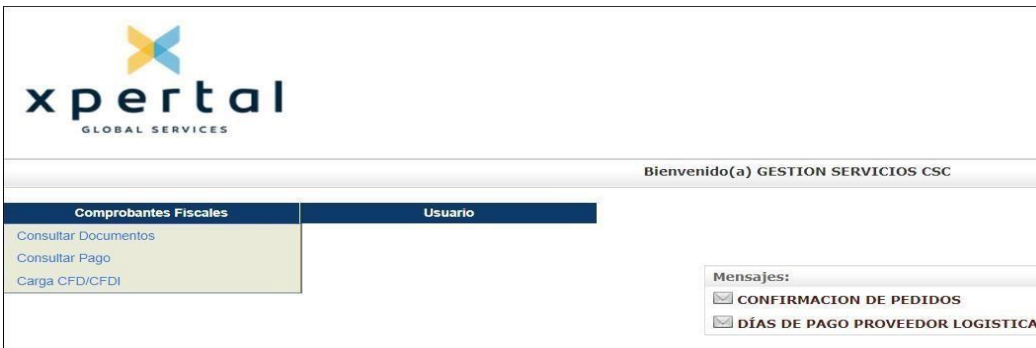 xpertal
GLOBAL SERVICES
Bienvenido(a) GESTION SERVICIOS CSC
Comprobantes Fiscales
Usuario
Consultar Documentos
Consultar Pago
Carga CFD/CFDI
Mensajes:
CONFIRMACION DE PEDIDOS
DÍAS DE PAGO PROVEEDOR LOGISTICA